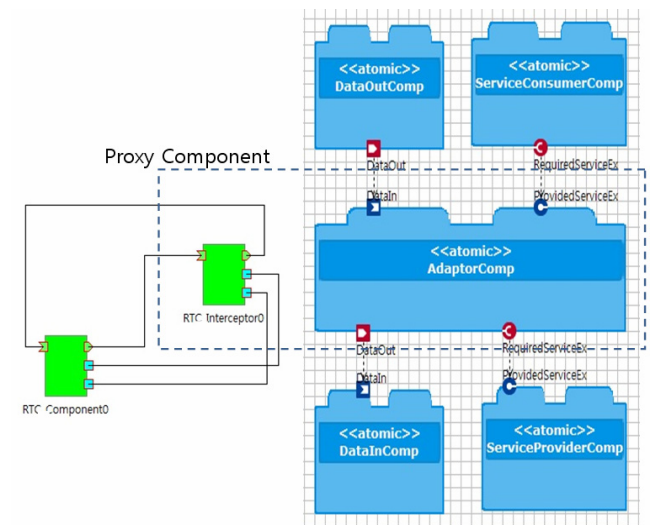 <<atomic>>
DataOutComp
<<atomic>>
ServiceConsumerComp
Proxy Component
DataOut
RequiredServiceEx
DataIn
ProvidedServiceEx
<<atomic>>
AdaptorComp
RTC_Interceptor0
DataOut
RequiredServiceEx
DataIn
ProvidedServiceEx
RTC_Component0
<<atomic>>
DataInComp
<<atomic>>
ServiceProviderComp